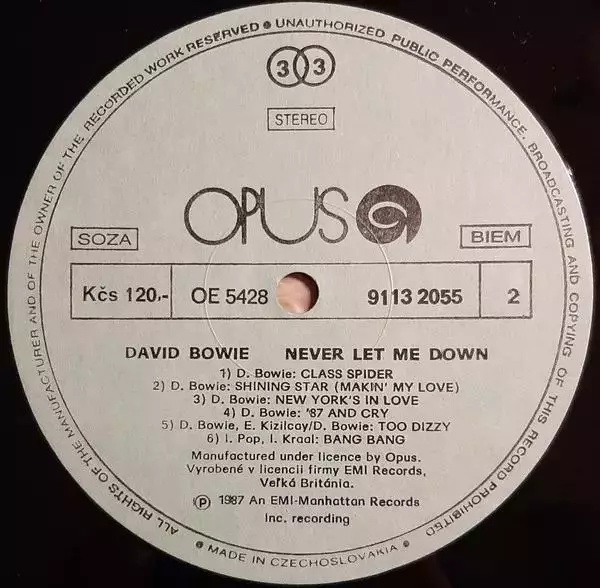 ALL RIGHTS OF THE MANUFACTURER AND OF THE OWNER OF THE RECORDED WORK RESERVED ● UNAUTHORIZED PUBLIC PERFORMANCE, BROADCASTING AND COPYING OF THIS RECORD PROHIBITED
● MADE IN CZECHOSLOVAKIA ●
33
STEREO
OPUS
SOZA
BIEM
Kčs 120,- OE 5428 9113 2055 2
DAVID BOWIE NEVER LET ME DOWN
1) D. Bowie: CLASS SPIDER
2) D. Bowie: SHINING STAR (MAKIN' MY LOVE)
3) D. Bowie: NEW YORK'S IN LOVE
4) D. Bowie: '87 AND CRY
5) D. Bowie, E. Kizilcay/D. Bowie: TOO DIZZY
6) I. Pop, I. Kraal: BANG BANG
Manufactured under licence by Opus.
Vyrobené v licencii firmy EMI Records,
Veľká Británia.
Ⓟ 1987 An EMI-Manhattan Records
Inc. recording